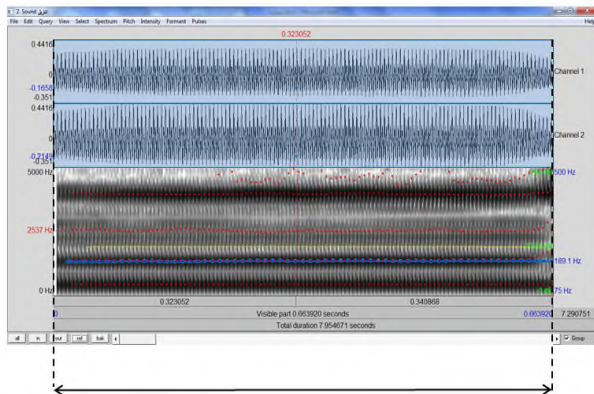 2. Sound تنزيل
File Edit Query View Select Spectrum Pitch Intensity Formant Pulses Help
0.323052
0.4416
0
-0.1658
-0.351
Channel 1
0.4416
0
-0.351
Channel 2
5000 Hz
500 Hz
2537 Hz
189.1 Hz
0 Hz
75 Hz
0.323052 0.340868
0 Visible part 0.663920 seconds 0.663920 7.290751
Total duration 7.954671 seconds
all in out sel bak Group